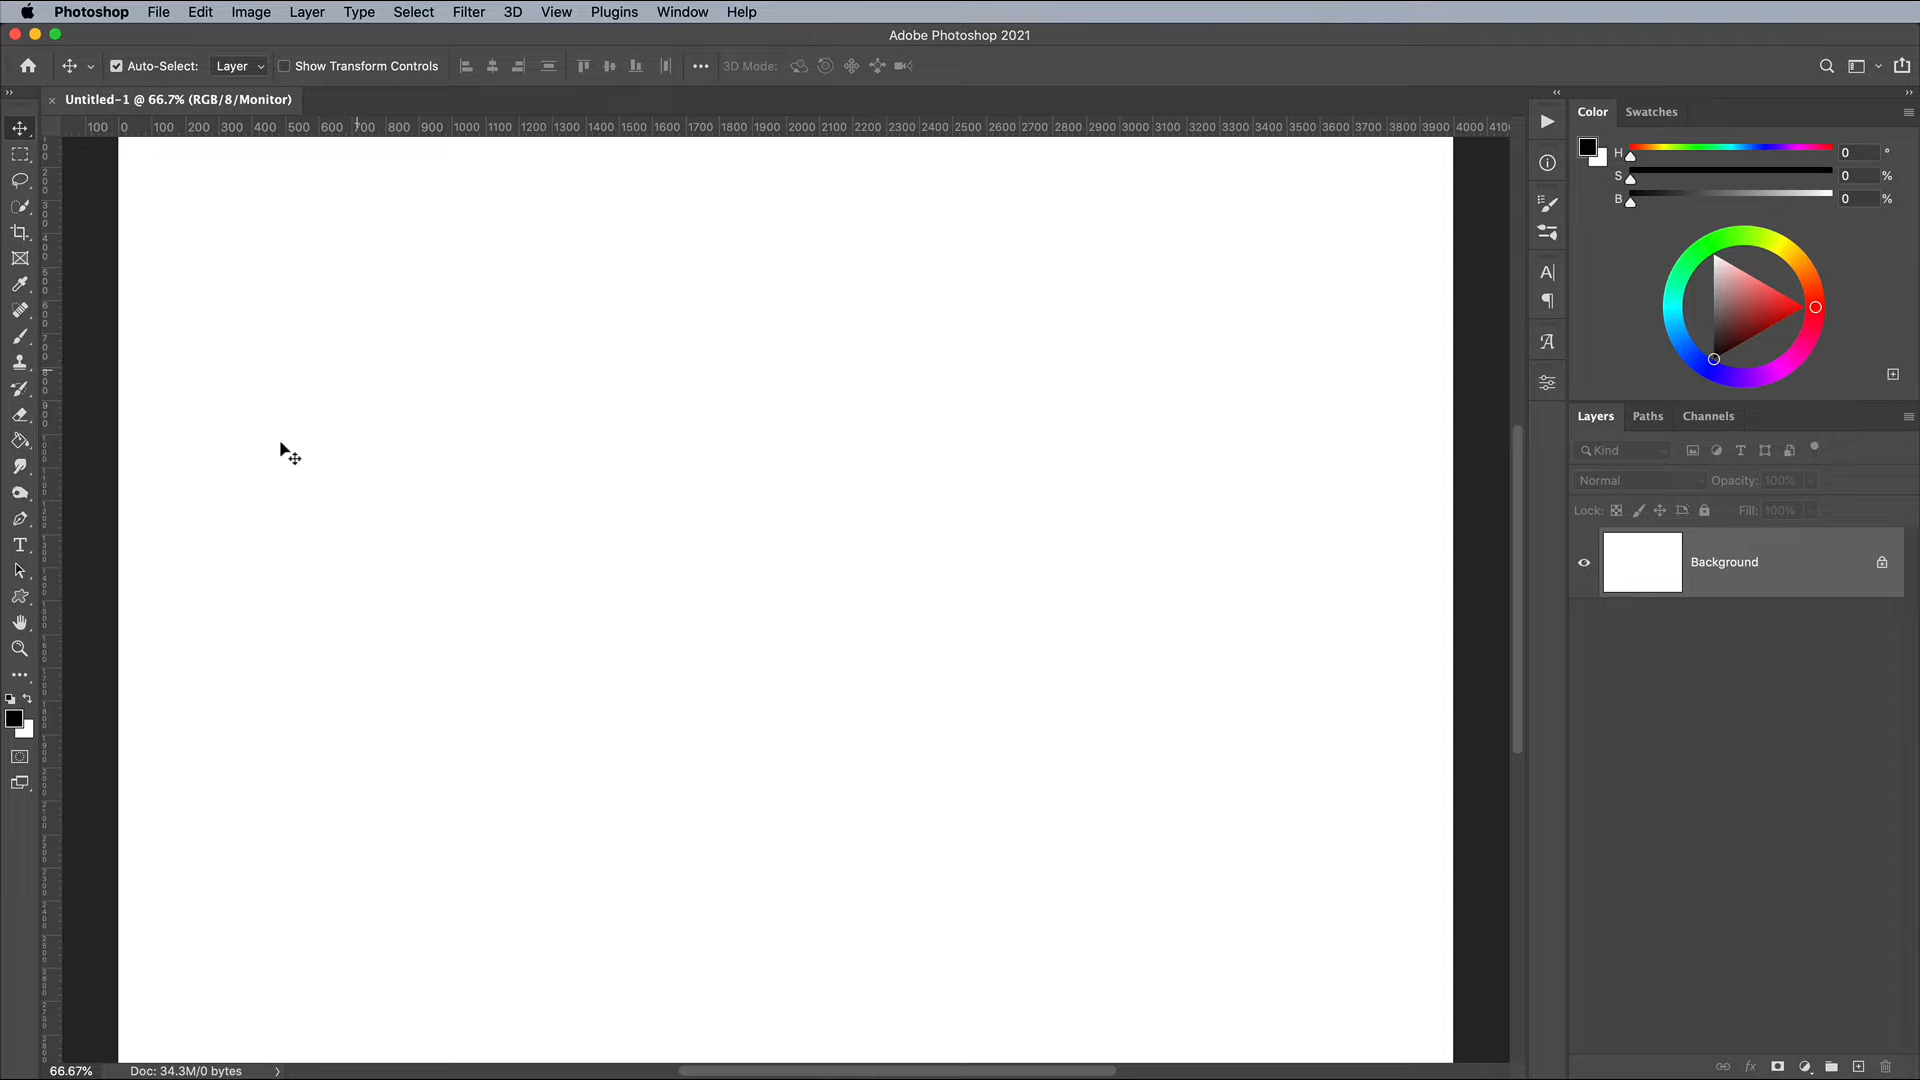 Photoshop File Edit Image Layer Type Select Filter 3D View Plugins Window Help
Adobe Photoshop 2021
Auto-Select: Layer Show Transform Controls 3D Mode:
Untitled-1 @ 66.7% (RGB/8/Monitor)
100 0 100 200 300 400 500 600 700 800 900 1000 1100 1200 1300 1400 1500 1600 1700 1800 1900 2000 2100 2200 2300 2400 2500 2600 2700 2800 2900 3000 3100 3200 3300 3400 3500 3600 3700 3800 3900 4000
Color Swatches
H 0 °
S 0 %
B 0 %
Layers Paths Channels
Kind
Normal Opacity: 100%
Lock: Fill: 100%
Background
66.67% Doc: 34.3M/0 bytes